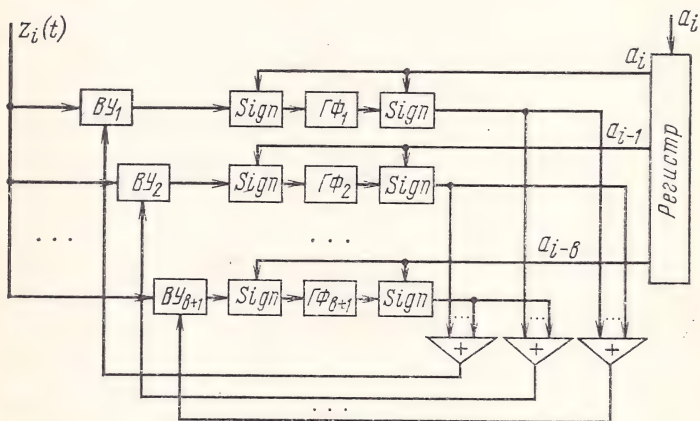 z_i(t)
a_i
a_i
ВУ_1
Sign
ГФ_1
Sign
a_{i-1}
ВУ_2
Sign
ГФ_2
Sign
Регистр
...
...
a_{i-в}
ВУ_{в+1}
Sign
ГФ_{в+1}
Sign
...
...
...
+
+
+
...